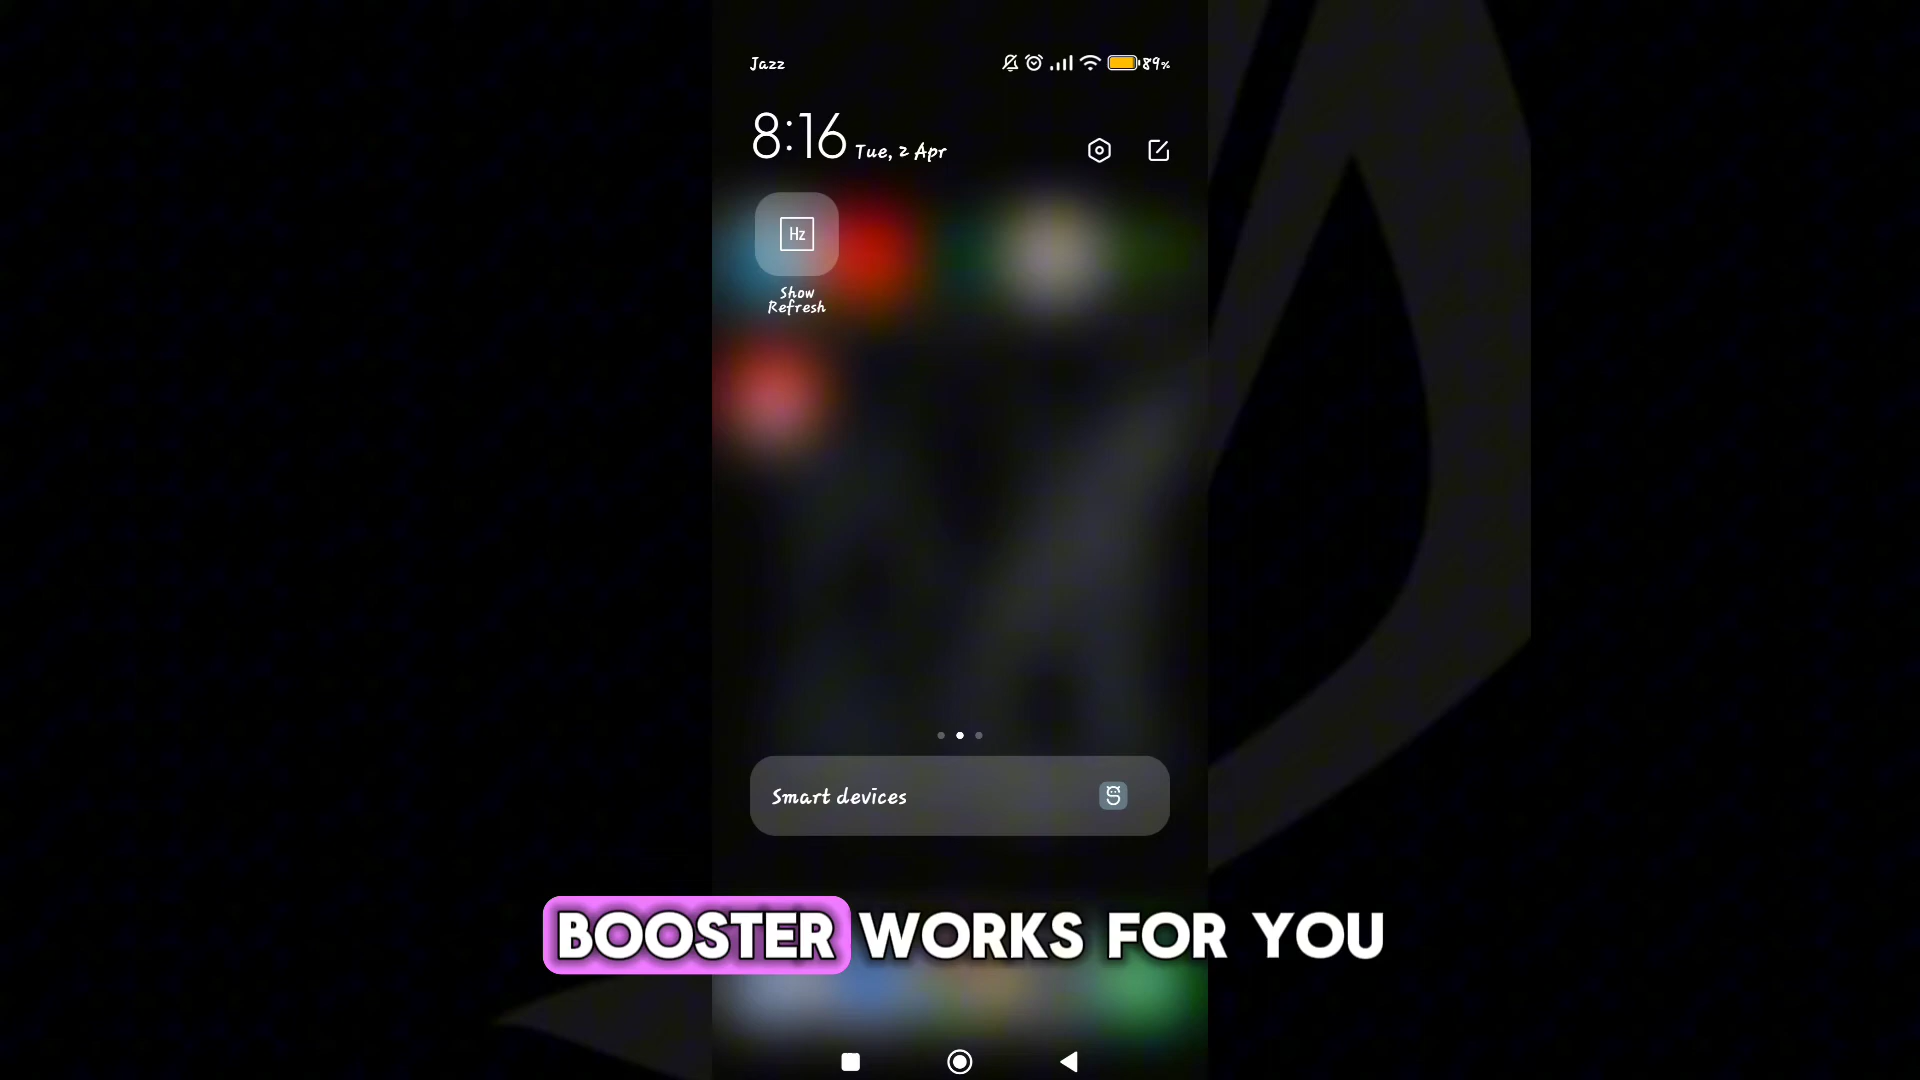 Jazz
89%
8:16 Tue, 2 Apr
Hz
Show
Refresh
Smart devices
BOOSTER WORKS FOR YOU